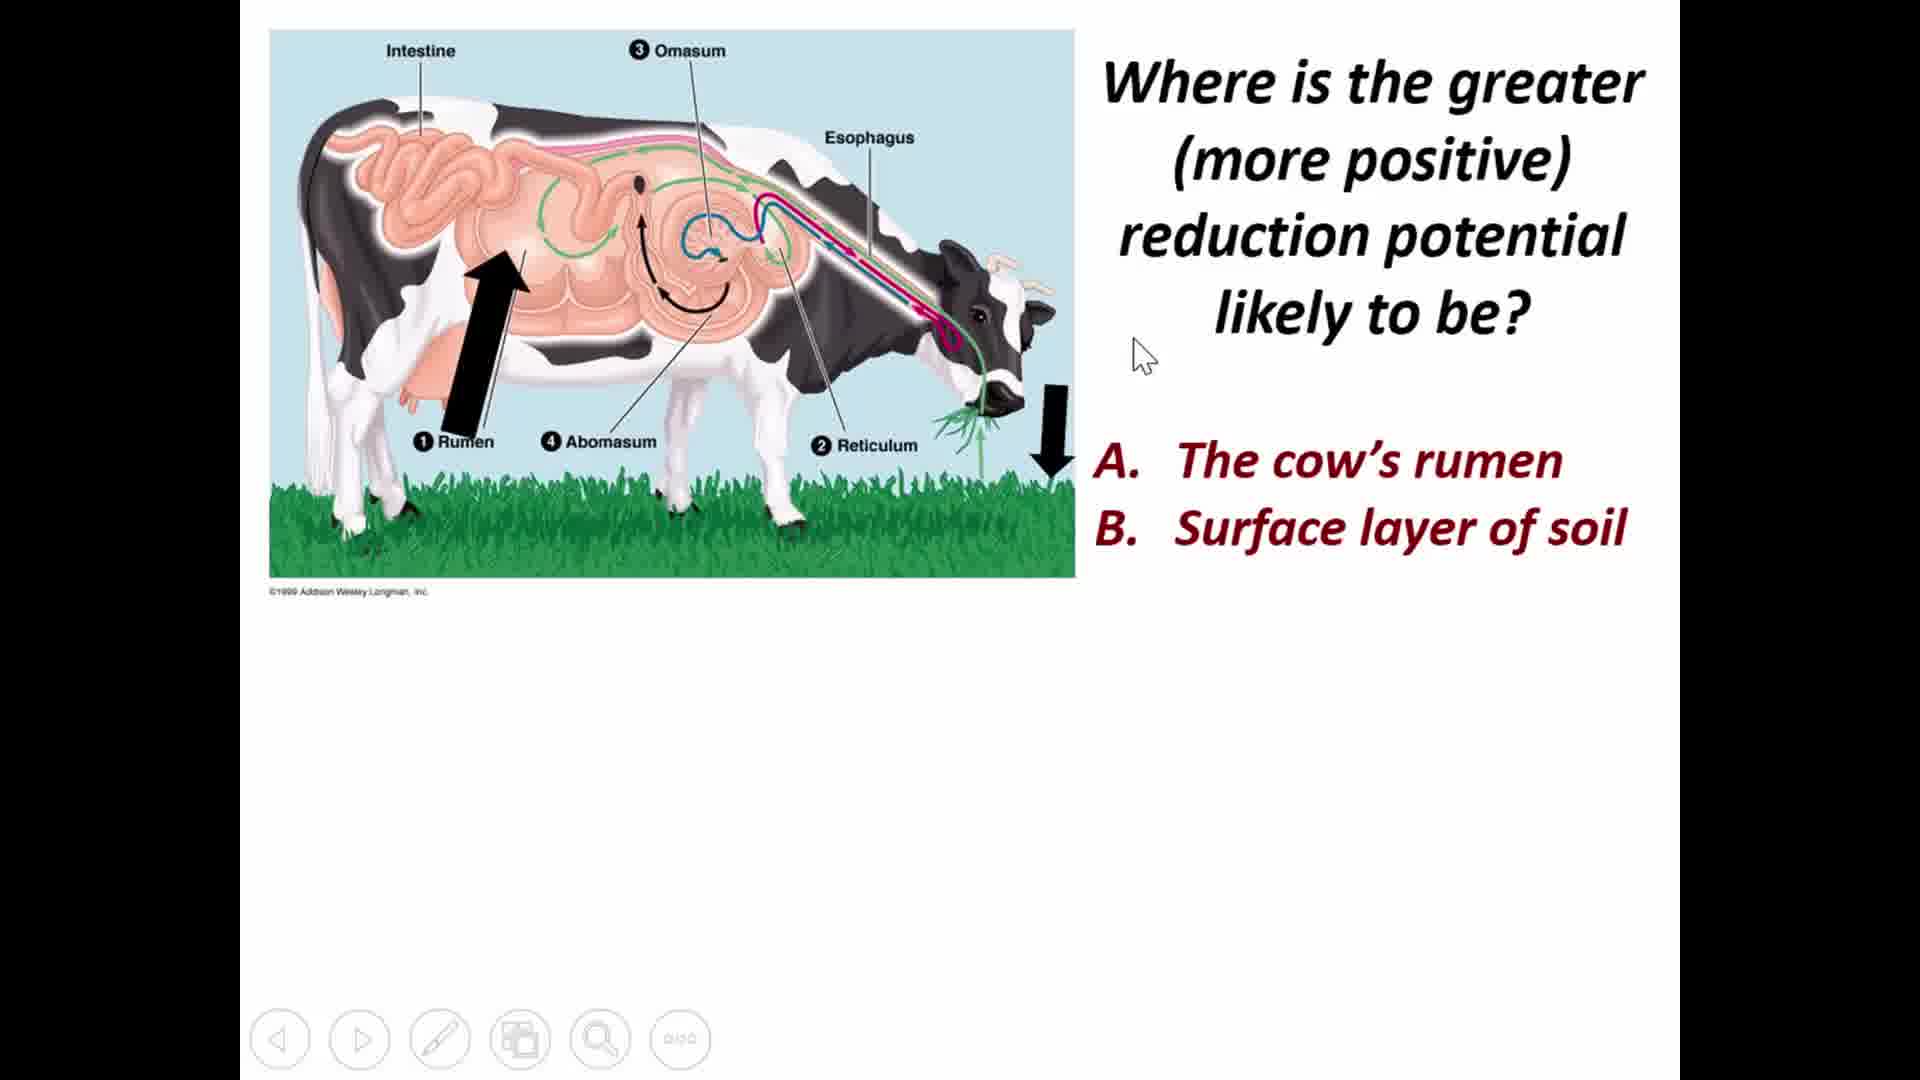 Intestine
3 Omasum
Esophagus
1 Rumen
4 Abomasum
2 Reticulum
©1999 Addison Wesley Longman, Inc.
Where is the greater
(more positive)
reduction potential
likely to be?
A. The cow’s rumen
B. Surface layer of soil